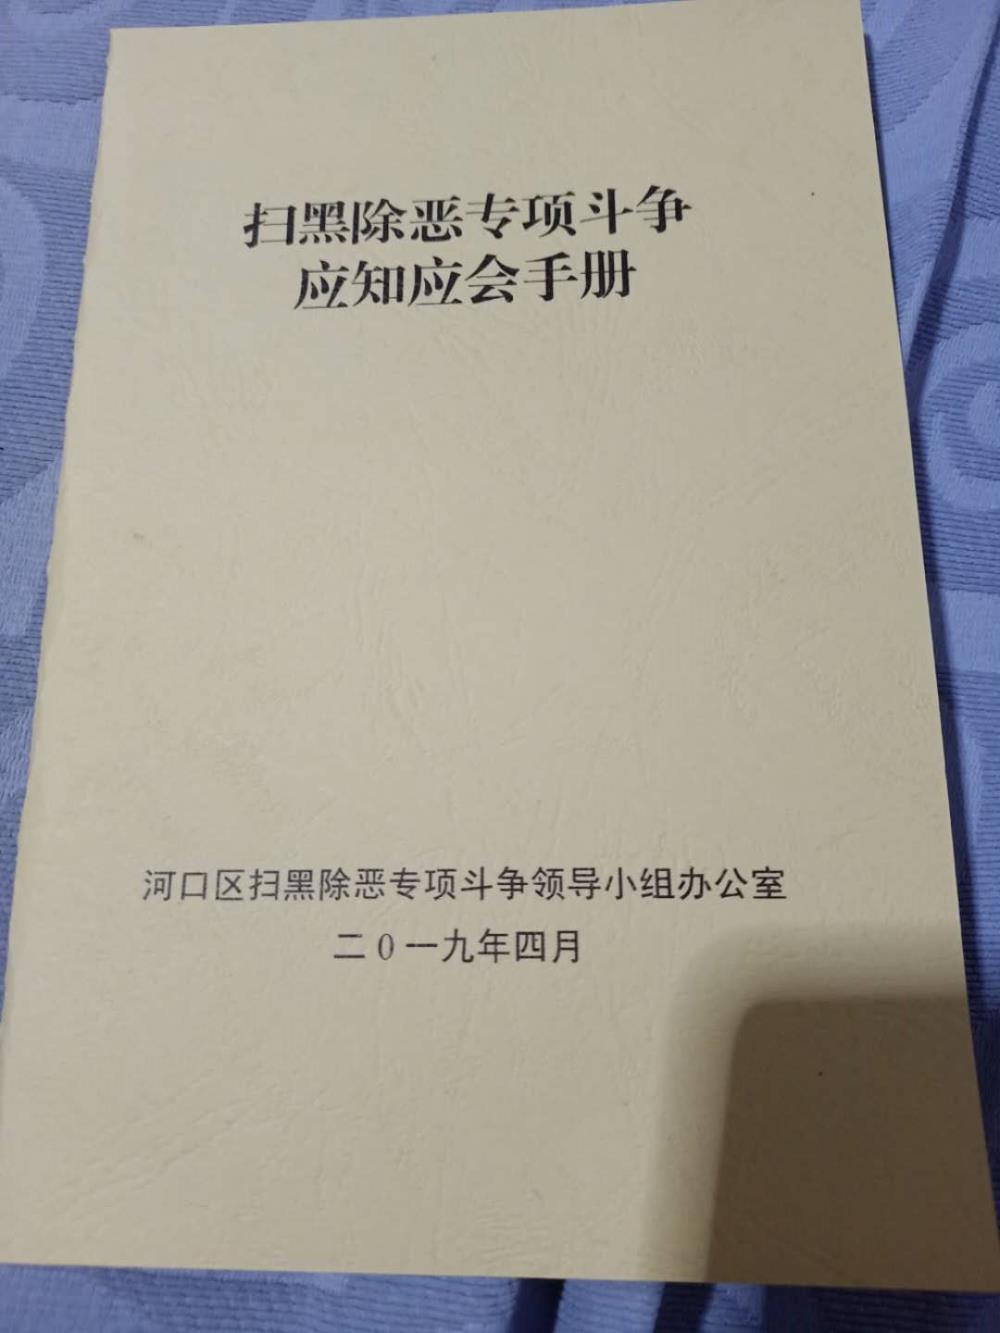 扫黑除恶专项斗争
应知应会手册
河口区扫黑除恶专项斗争领导小组办公室
二0一九年四月